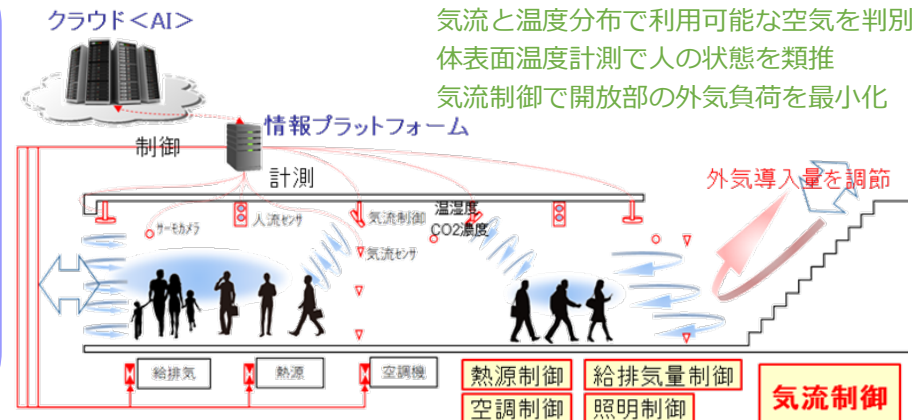 クラウド<AI>
気流と温度分布で利用可能な空気を判別
体表面温度計測で人の状態を類推
気流制御で開放部の外気負荷を最小化
情報プラットフォーム
制御
計測
外気導入量を調節
サーモカメラ
人流センサ
気流制御
温湿度
CO2濃度
気流センサ
給排気
熱源
空調機
熱源制御
給排気量制御
空調制御
照明制御
気流制御